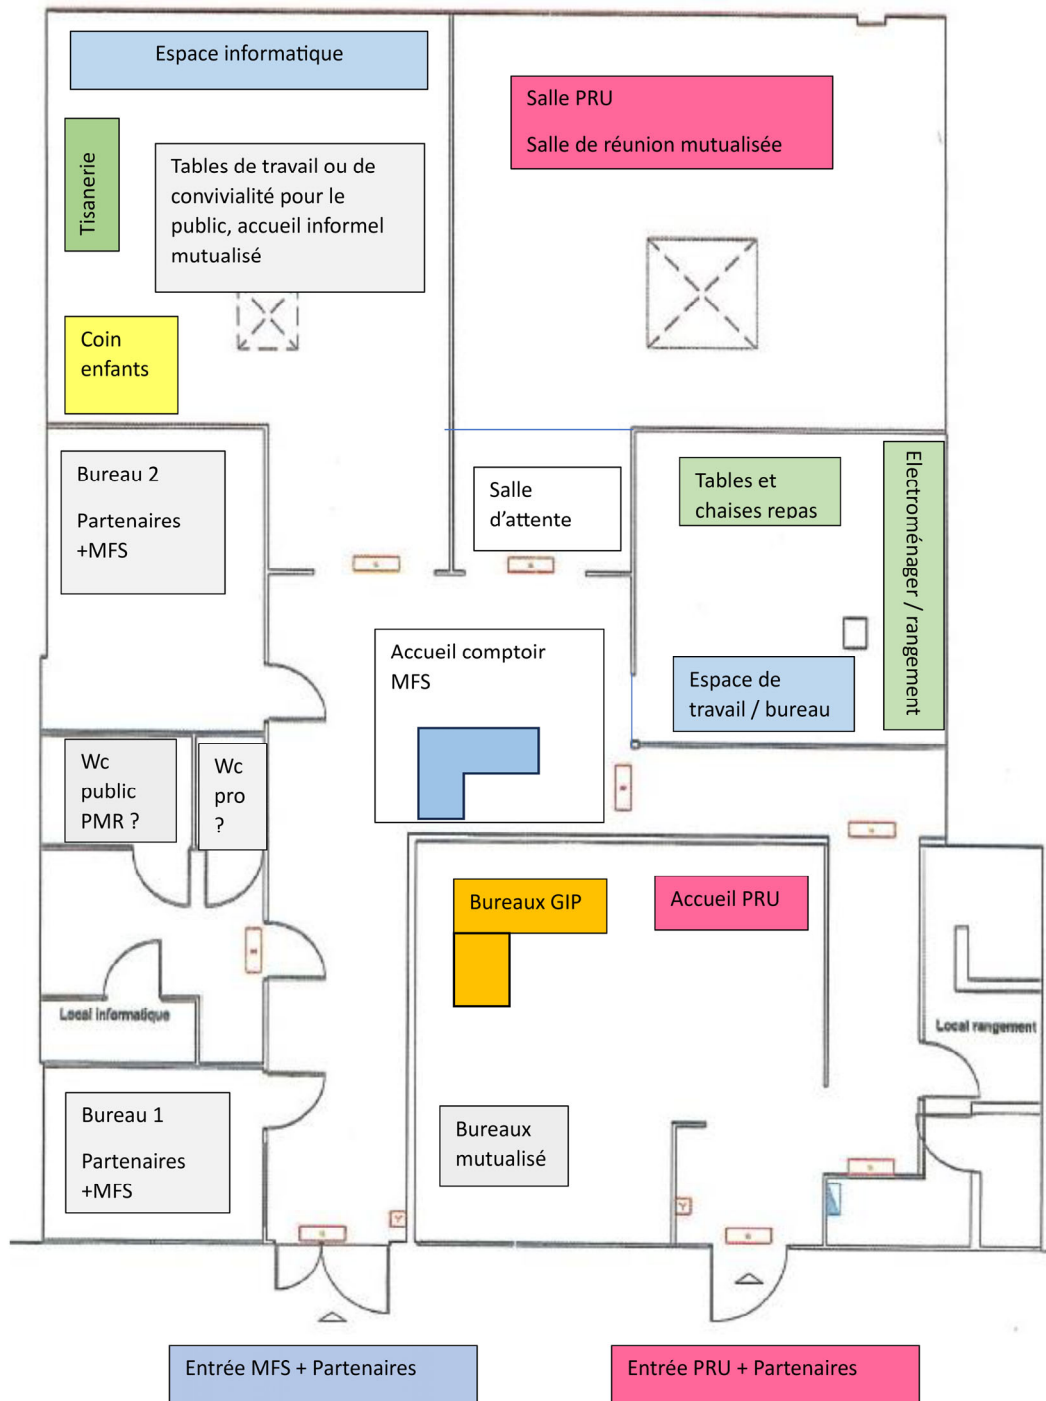 Espace informatique
Salle PRU
Salle de réunion mutualisée
Tisanerie
Tables de travail ou de
convivialité pour le
public, accueil informel
mutualisé
Coin
enfants
Bureau 2
Partenaires
+MFS
Salle
d'attente
Tables et
chaises repas
Electroménager / rangement
Accueil comptoir
MFS
Espace de
travail / bureau
Wc
public
PMR ?
Wc
pro
?
Bureaux GIP
Accueil PRU
Local informatique
Local rangement
Bureau 1
Partenaires
+MFS
Bureaux
mutualisé
Entrée MFS + Partenaires
Entrée PRU + Partenaires